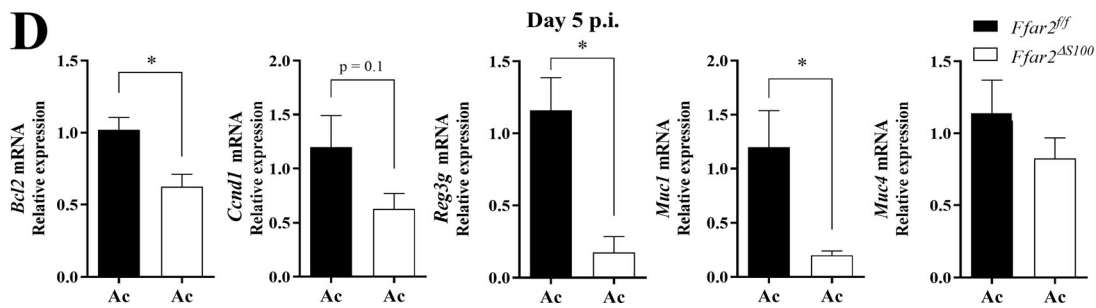 D
Day 5 p.i.
Ffar2f/f
Ffar2ΔS100
Bcl2 mRNA
Relative expression
1.5
1.0
0.5
0.0
*
Ac Ac
Ccnd1 mRNA
Relative expression
2.0
1.5
1.0
0.5
0.0
p = 0.1
Ac Ac
Reg3g mRNA
Relative expression
1.5
1.0
0.5
0.0
*
Ac Ac
Muc1 mRNA
Relative expression
2.0
1.5
1.0
0.5
0.0
*
Ac Ac
Muc4 mRNA
Relative expression
1.5
1.0
0.5
0.0
Ac Ac